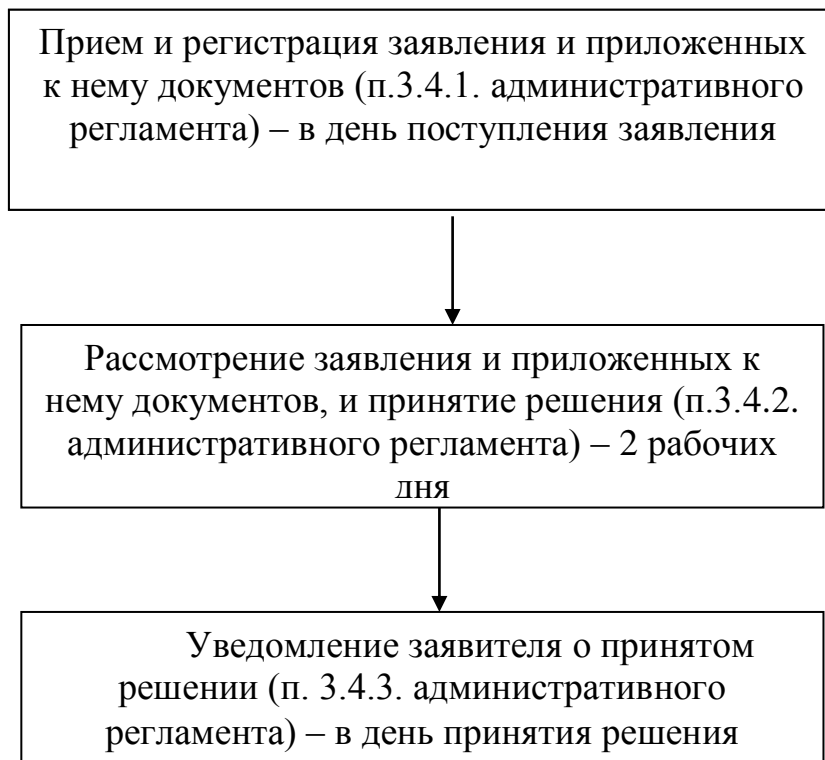 Прием и регистрация заявления и приложенных
к нему документов (п.3.4.1. административного
регламента) – в день поступления заявления
Рассмотрение заявления и приложенных к
нему документов, и принятие решения (п.3.4.2.
административного регламента) – 2 рабочих
дня
Уведомление заявителя о принятом
решении (п. 3.4.3. административного
регламента) – в день принятия решения